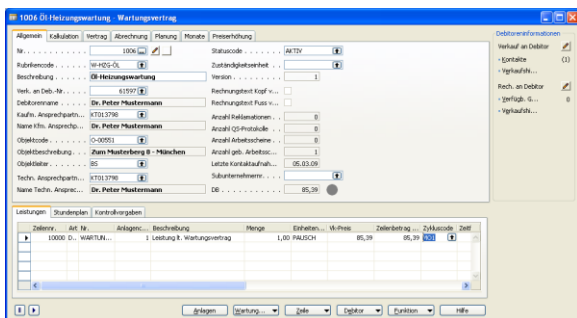 1006 Öl-Heizungswartung - Wartungsvertrag
Allgemein Kalkulation Vertrag Abrechnung Planung Monate Preiserhöhung
Nr. 1006 Statuscode AKTIV
Rubrikencode W-HZG-ÖL Zuständigkeitseinheit
Beschreibung Öl-Heizungswartung Version 1
Verk. an Deb.-Nr. 61597 Rechnungstext Kopf v...
Debitorenname Dr. Peter Mustermann Rechnungstext Fuss v...
Kaufm. Ansprechpartn... KT013798 Anzahl Reklamationen 0
Name Kfm. Ansprechp... Dr. Peter Mustermann Anzahl QS-Protokolle 0
Objektcode O-00551 Anzahl Arbeitsscheine 0
Objektbeschreibung Zum Musterberg 8 - München Anzahl geb. Arbeitssc... 1
Objektleiter BS Letzte Kontaktaufnah... 05.03.09
Techn. Ansprechpartn... KT013798 Subunternehmernr.
Name Techn. Ansprec... Dr. Peter Mustermann DB 85,39
Debitoreninformationen
Verkauf an Debitor
- Kontakte (1)
- Verkaufshi...
Rech. an Debitor
- Verfügb. G... 0
- Verkaufshi...
Leistungen Stundenplan Kontrollvorgaben
Zeilennr. Art Nr. Anlagenc... Beschreibung Menge Einheiten... Vk-Preis Zeilenbetrag ... Zykluscode Zeitf
10000 D... WARTUN... 1 Leistung lt. Wartungsvertrag 1,00 PAUSCH 85,39 85,39
Anlagen Wartung... Zeile Debitor Funktion Hilfe